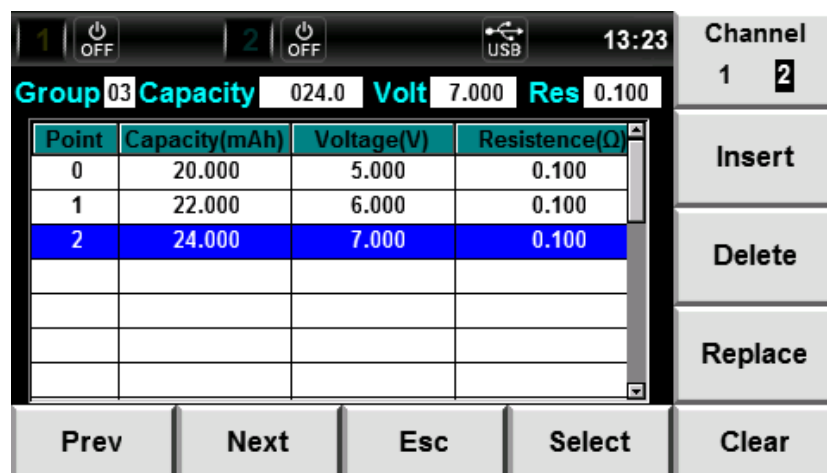 1 OFF 2 OFF USB 13:23
Channel
1 2
Group 03 Capacity 024.0 Volt 7.000 Res 0.100
Point Capacity(mAh) Voltage(V) Resistence(Ω)
0 20.000 5.000 0.100
1 22.000 6.000 0.100
2 24.000 7.000 0.100
Insert
Delete
Replace
Prev Next Esc Select Clear